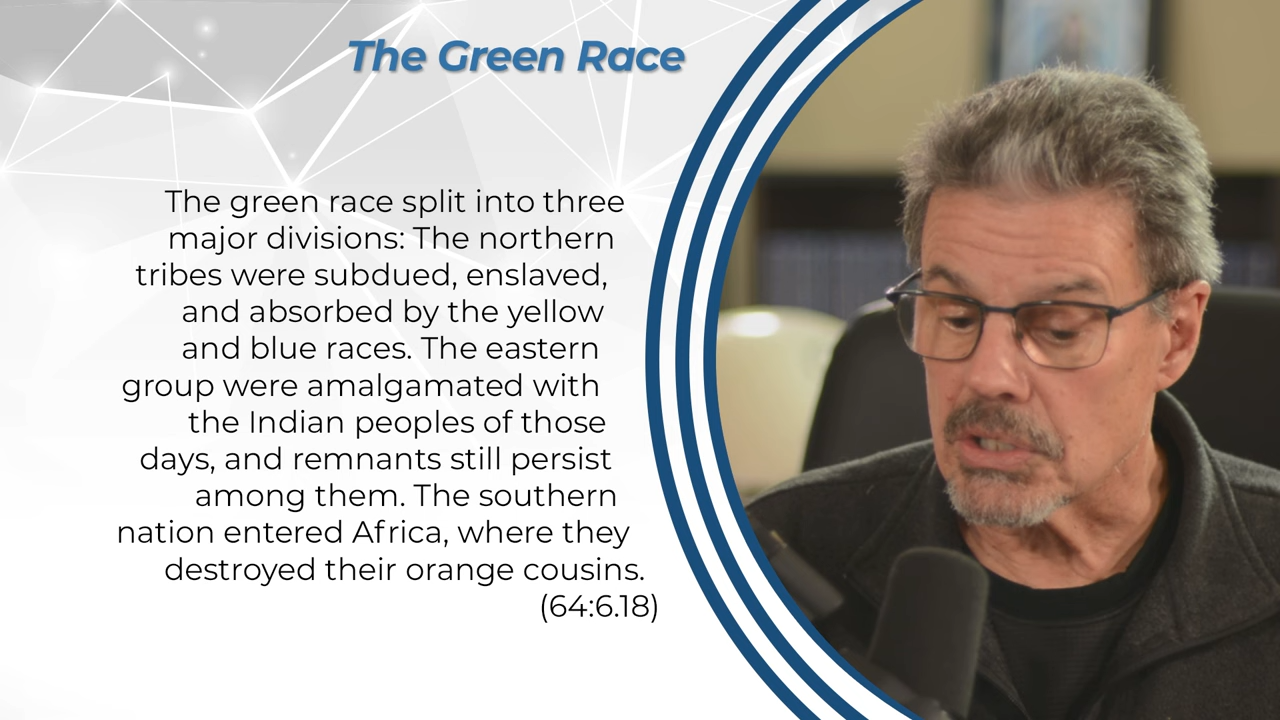 The Green Race
The green race split into three
major divisions: The northern
tribes were subdued, enslaved,
and absorbed by the yellow
and blue races. The eastern
group were amalgamated with
the Indian peoples of those
days, and remnants still persist
among them. The southern
nation entered Africa, where they
destroyed their orange cousins.
(64:6.18)